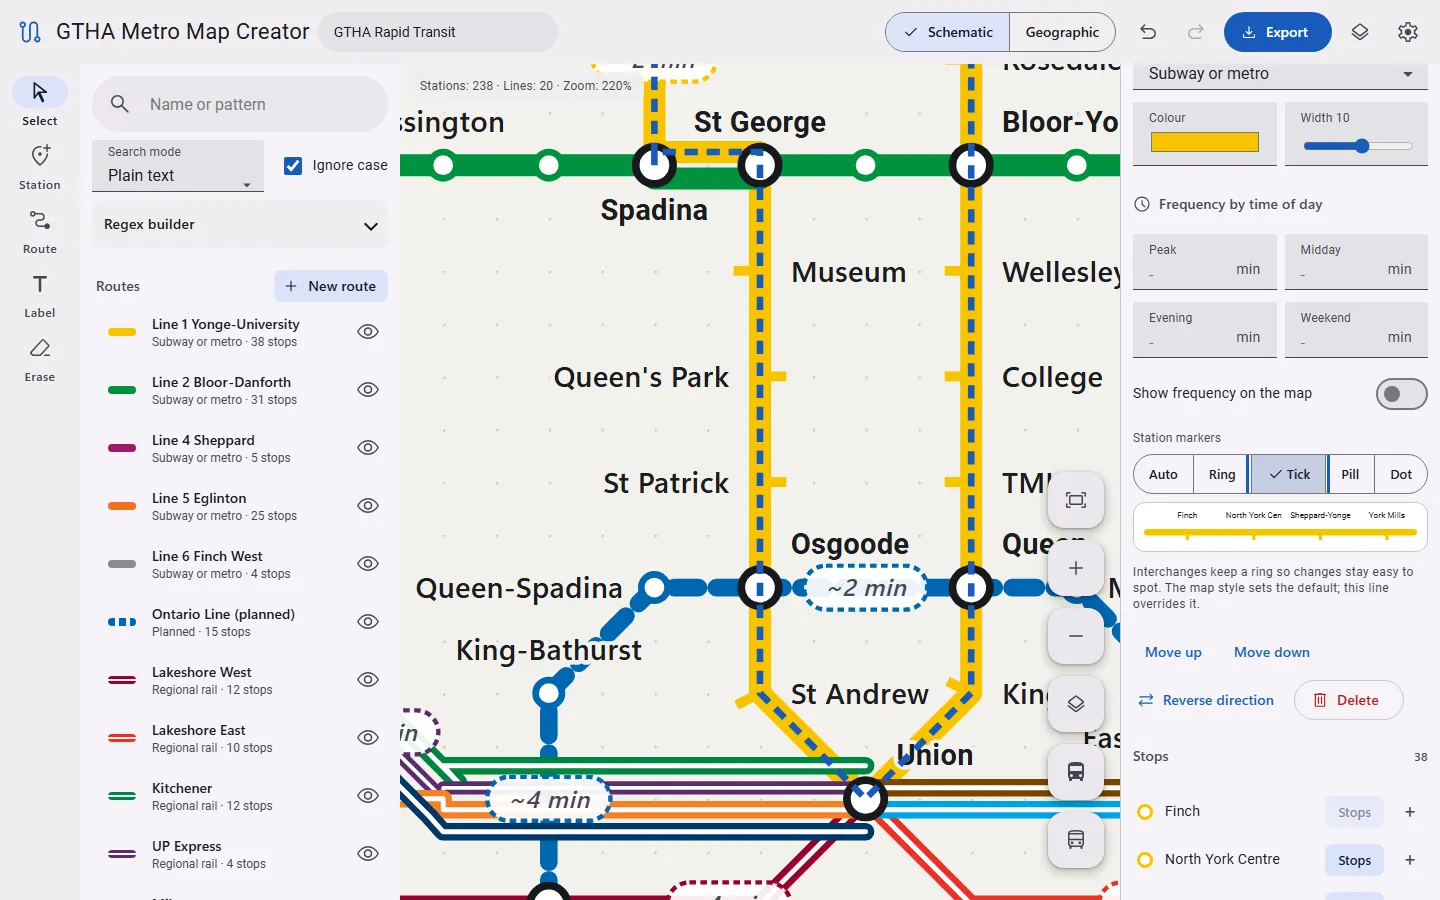 GTHA Metro Map Creator
GTHA Rapid Transit
Schematic
Geographic
Export
Select
Station
Route
Label
Erase
Name or pattern
Search mode
Plain text
Ignore case
Regex builder
Routes
New route
Line 1 Yonge-University
Subway or metro · 38 stops
Line 2 Bloor-Danforth
Subway or metro · 31 stops
Line 4 Sheppard
Subway or metro · 5 stops
Line 5 Eglinton
Subway or metro · 25 stops
Line 6 Finch West
Subway or metro · 4 stops
Ontario Line (planned)
Planned · 15 stops
Lakeshore West
Regional rail · 12 stops
Lakeshore East
Regional rail · 10 stops
Kitchener
Regional rail · 12 stops
UP Express
Regional rail · 4 stops
Stations: 238 · Lines: 20 · Zoom: 220%
ssington
St George
Bloor-Yo
Spadina
Museum
Wellesley
Queen's Park
College
St Patrick
TMU
Osgoode
Queen
Queen-Spadina
~2 min
King-Bathurst
St Andrew
King
in
Eas
Union
~4 min
Subway or metro
Colour
Width 10
Frequency by time of day
Peak
- min
Midday
- min
Evening
- min
Weekend
- min
Show frequency on the map
Station markers
Auto
Ring
Tick
Pill
Dot
Finch
North York Cen
Sheppard-Yonge
York Mills
Interchanges keep a ring so changes stay easy to
spot. The map style sets the default; this line
overrides it.
Move up
Move down
Reverse direction
Delete
Stops
38
Finch
Stops
+
North York Centre
Stops
+